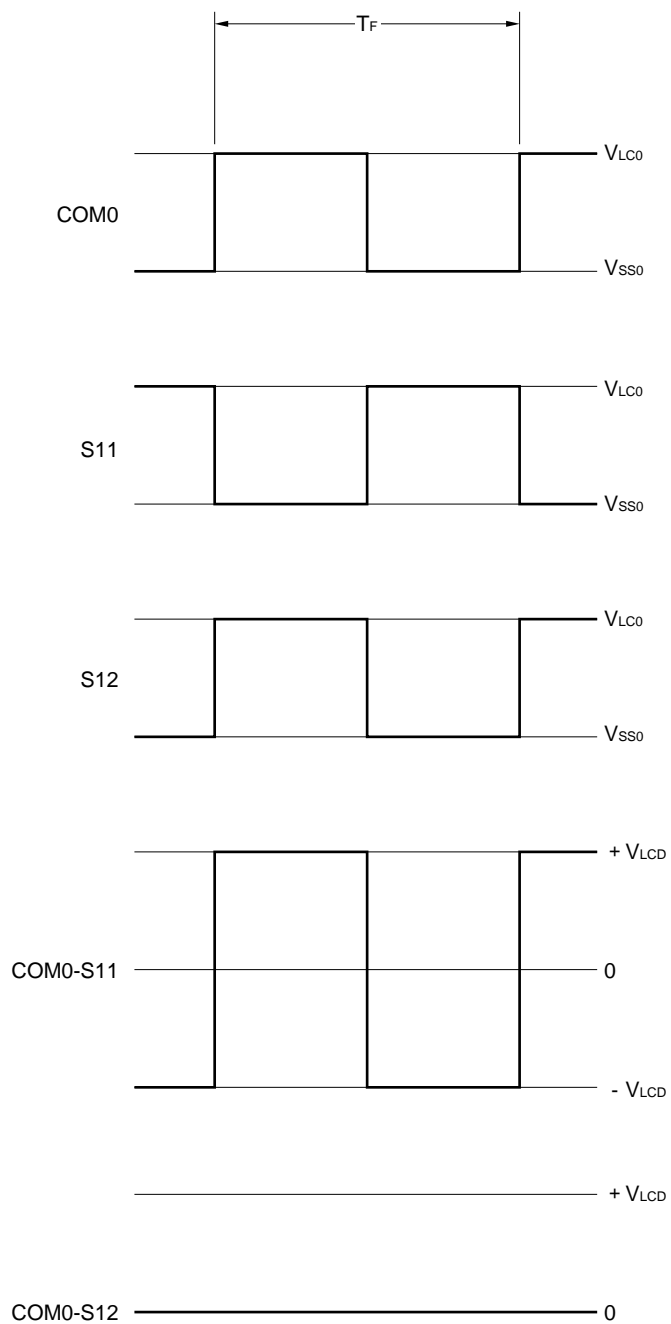 TF
VLC0
COM0
VSS0
VLC0
S11
VSS0
VLC0
S12
VSS0
+ VLCD
COM0-S11
0
- VLCD
+ VLCD
COM0-S12
0